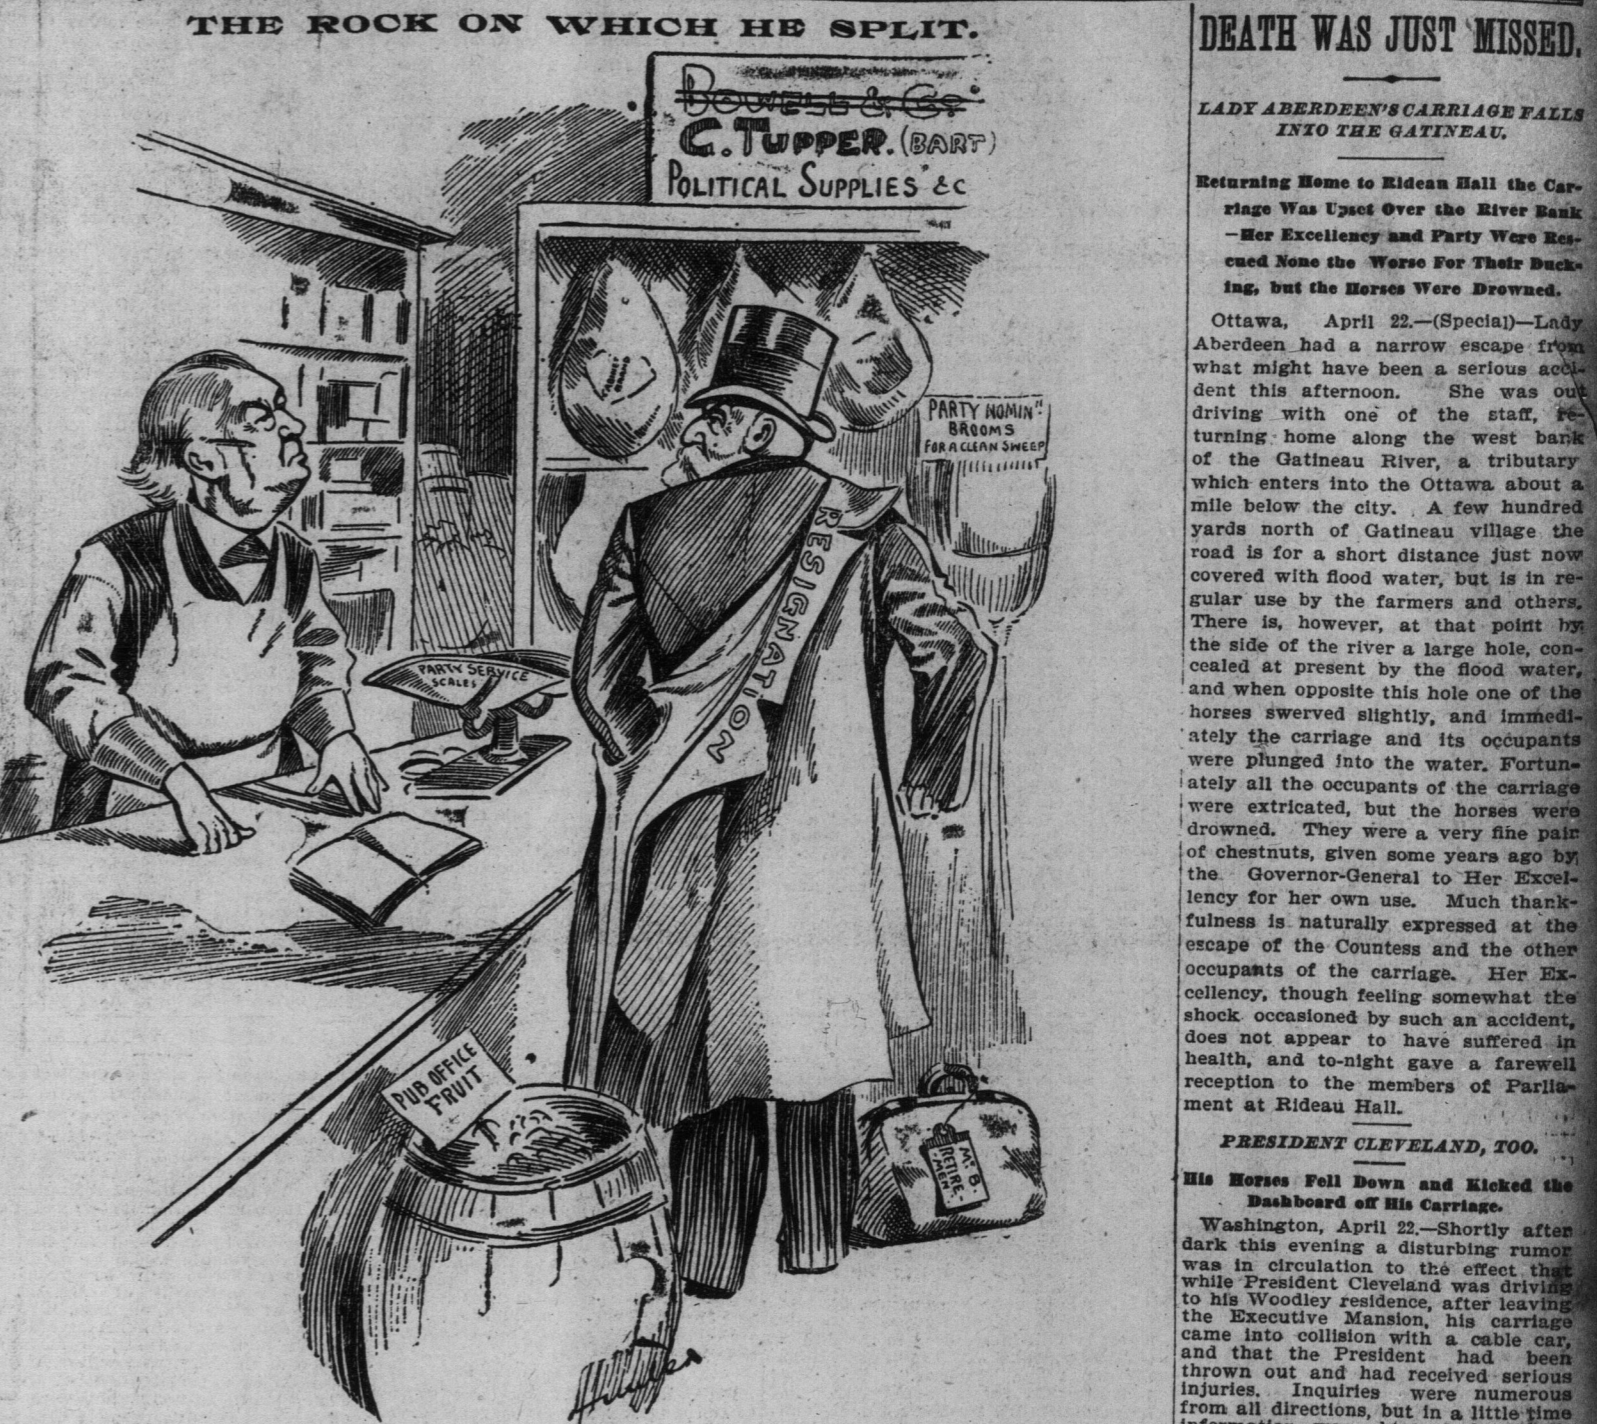 THE ROCK ON WHICH HE SPLIT.
BOWELL & Co.
C. TUPPER. (BART)
POLITICAL SUPPLIES &C
PARTY NOMIN'NS
BROOMS
FOR A CLEAN SWEEP
RESIGNATION
PARTY SERVICE
SCALES
PUB OFFICE
FRUIT
Mr. B.
RETIRE-
MENT
Hunter
DEATH WAS JUST MISSED.
LADY ABERDEEN'S CARRIAGE FALLS
INTO THE GATINEAU.
Returning Home to Rideau Hall the Car-
riage Was Upset Over the River Bank
—Her Excellency and Party Were Res-
cued None the Worse For Their Duck-
ing, but the Horses Were Drowned.
Ottawa, April 22.—(Special)—Lady
Aberdeen had a narrow escape from
what might have been a serious acci-
dent this afternoon. She was out
driving with one of the staff, re-
turning home along the west bank
of the Gatineau River, a tributary
which enters into the Ottawa about a
mile below the city. A few hundred
yards north of Gatineau village the
road is for a short distance just now
covered with flood water, but is in re-
gular use by the farmers and others.
There is, however, at that point by
the side of the river a large hole, con-
cealed at present by the flood water,
and when opposite this hole one of the
horses swerved slightly, and immedi-
ately the carriage and its occupants
were plunged into the water. Fortun-
ately all the occupants of the carriage
were extricated, but the horses were
drowned. They were a very fine pair
of chestnuts, given some years ago by
the Governor-General to Her Excel-
lency for her own use. Much thank-
fulness is naturally expressed at the
escape of the Countess and the other
occupants of the carriage. Her Ex-
cellency, though feeling somewhat the
shock occasioned by such an accident,
does not appear to have suffered in
health, and to-night gave a farewell
reception to the members of Parlia-
ment at Rideau Hall.
PRESIDENT CLEVELAND, TOO.
His Horses Fell Down and Kicked the
Dashboard off His Carriage.
Washington, April 22.—Shortly after
dark this evening a disturbing rumor
was in circulation to the effect that
while President Cleveland was driving
to his Woodley residence, after leaving
the Executive Mansion, his carriage
came into collision with a cable car,
and that the President had been
thrown out and had received serious
injuries. Inquiries were numerous
from all directions, but in a little time